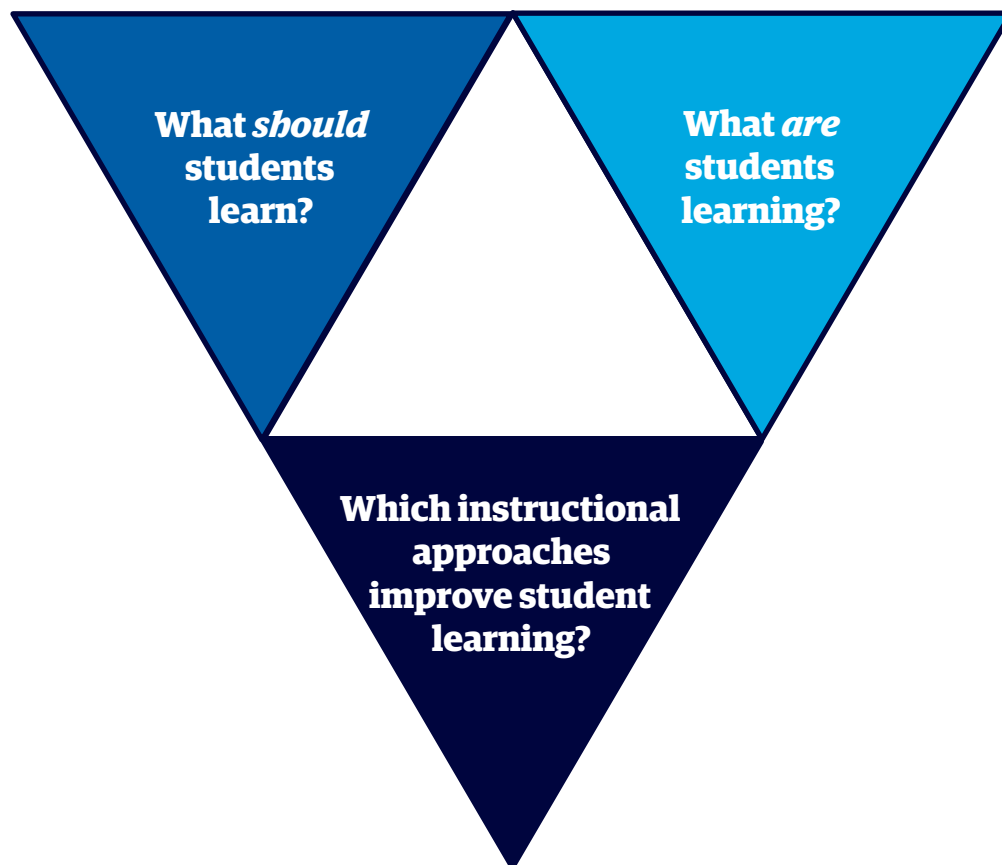 What should
students
learn?
What are
students
learning?
Which instructional
approaches
improve student
learning?